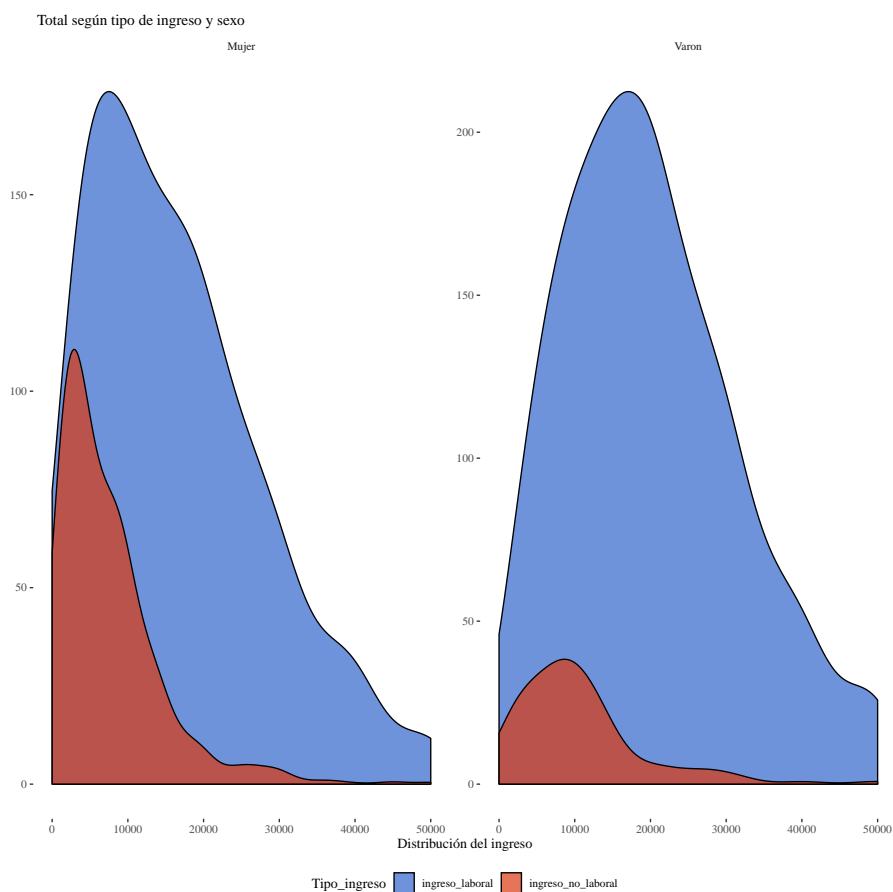 Total según tipo de ingreso y sexo
Mujer
Varon
150
100
50
0
200
150
100
50
0
0 10000 20000 30000 40000 50000
0 10000 20000 30000 40000 50000
Distribución del ingreso
Tipo_ingreso ingreso_laboral ingreso_no_laboral